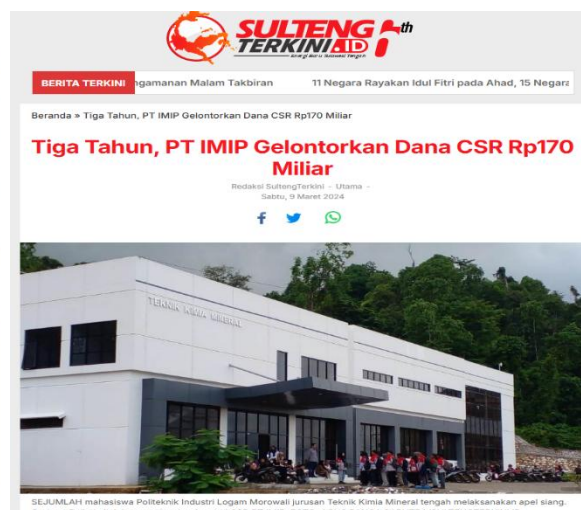 SULTENG
TERKINI.ID
th
BERITA TERKINI ngamanan Malam Takbiran 11 Negara Rayakan Idul Fitri pada Ahad, 15 Negara
Beranda » Tiga Tahun, PT IMIP Gelontorkan Dana CSR Rp170 Miliar
Tiga Tahun, PT IMIP Gelontorkan Dana CSR Rp170
Miliar
Redaksi SultengTerkini - Utama -
Sabtu, 9 Maret 2024
TEKNIK KIMIA MINERAL
SEJUMLAH mahasiswa Politeknik Industri Logam Morowali jurusan Teknik Kimia Mineral tengah melaksanakan apel siang.